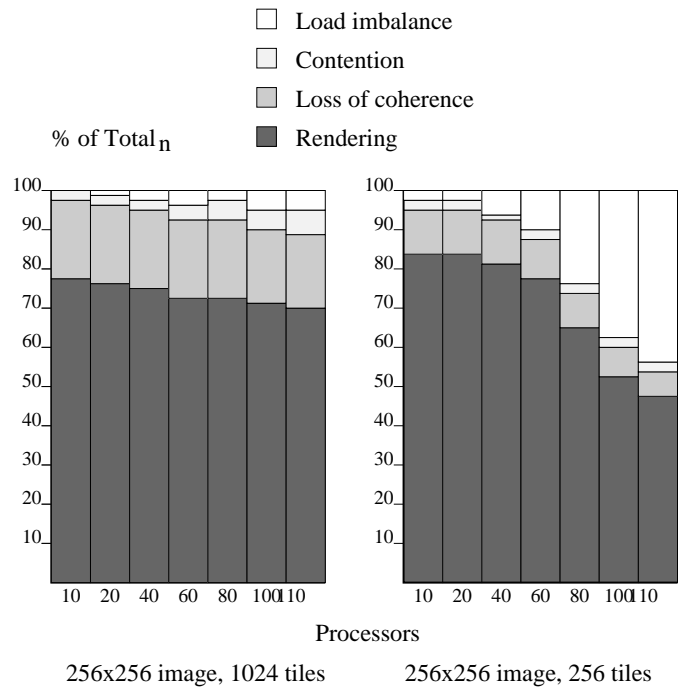 Load imbalance
Contention
Loss of coherence
% of Total n
Rendering
100
90
80
70
60
50
40
30
20
10
10 20 40 60 80 100 110
100
90
80
70
60
50
40
30
20
10
10 20 40 60 80 100 110
Processors
256x256 image, 1024 tiles
256x256 image, 256 tiles